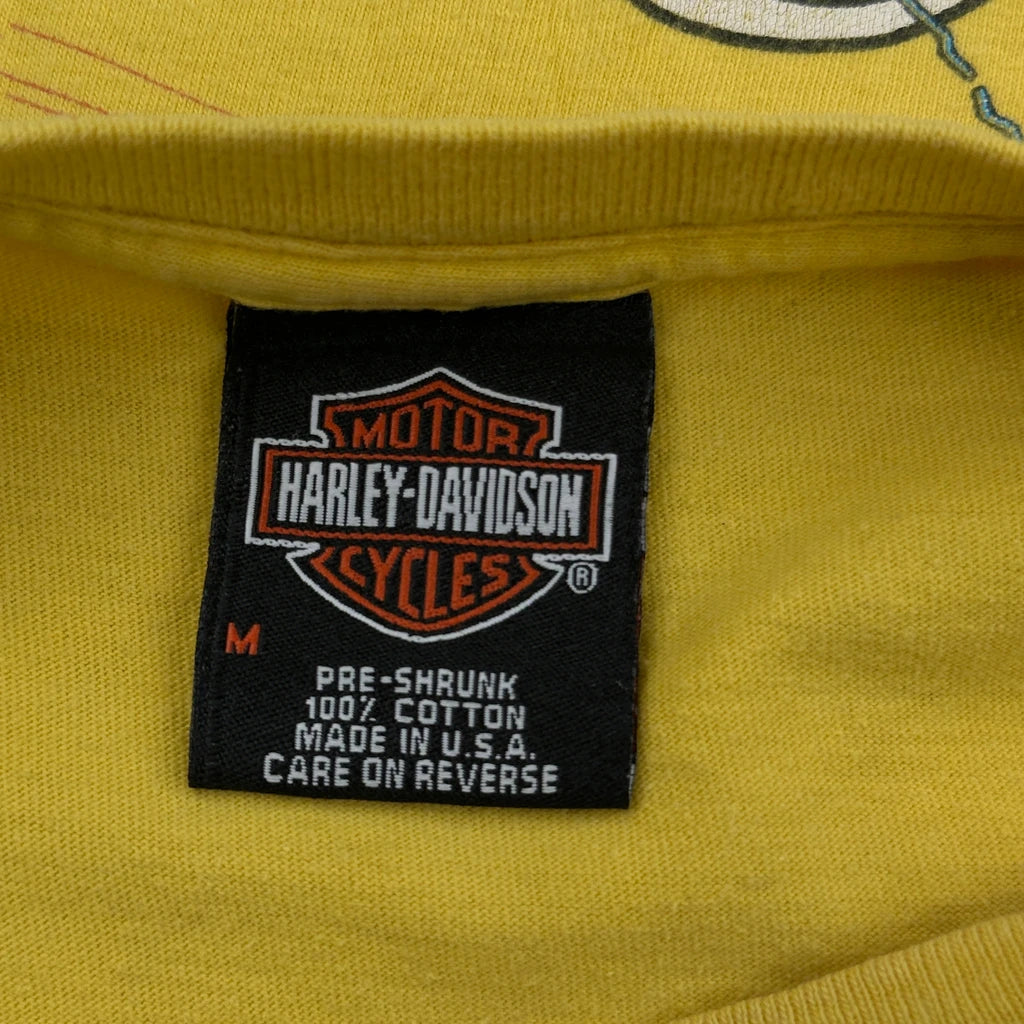 MOTOR
HARLEY-DAVIDSON
CYCLES
®
M
PRE-SHRUNK
100% COTTON
MADE IN U.S.A.
CARE ON REVERSE